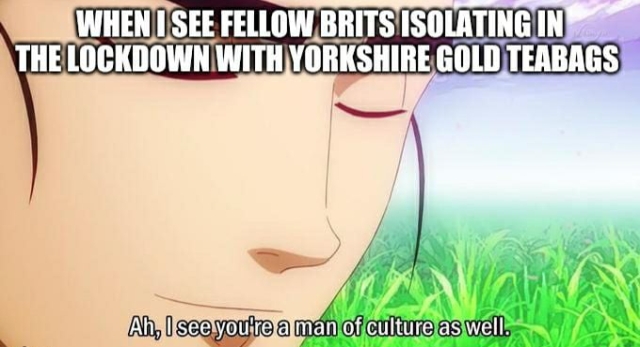 WHEN I SEE FELLOW BRITS ISOLATING IN
THE LOCKDOWN WITH YORKSHIRE GOLD TEABAGS
Ah, I see you're a man of culture as well.